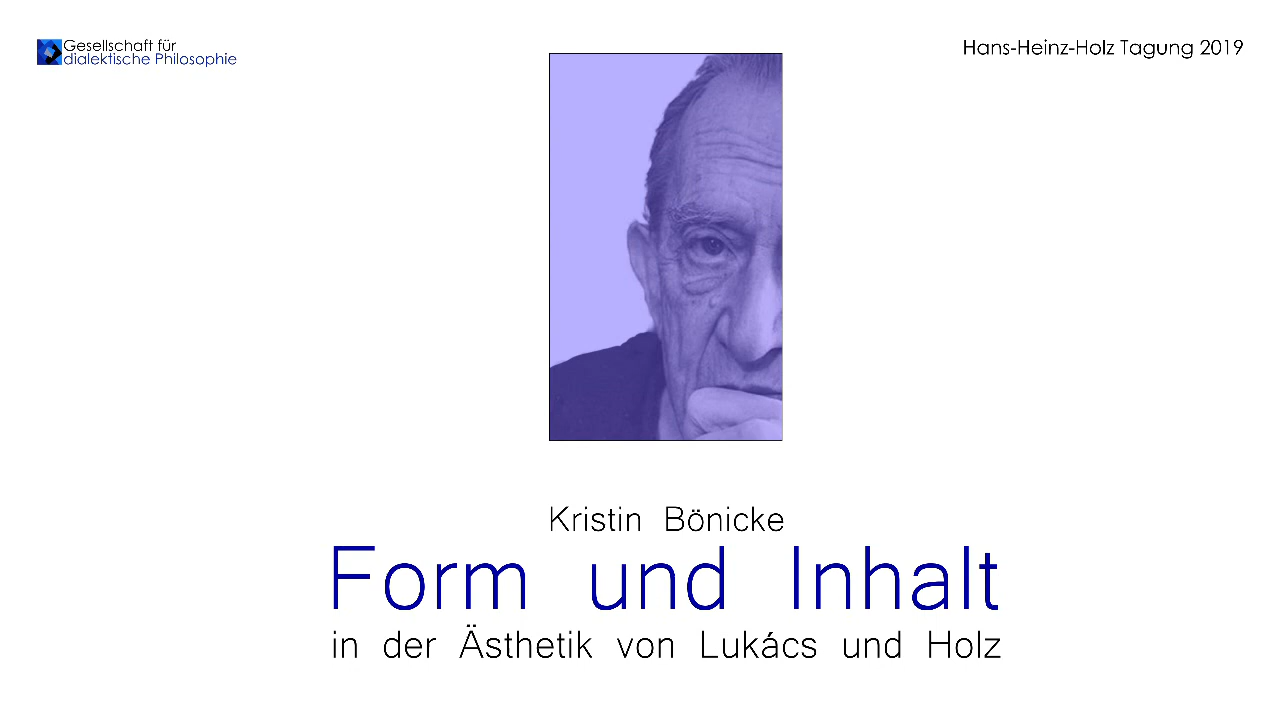 Gesellschaft für
dialektische Philosophie
Hans-Heinz-Holz Tagung 2019
Kristin Bönicke
Form und Inhalt
in der Ästhetik von Lukács und Holz